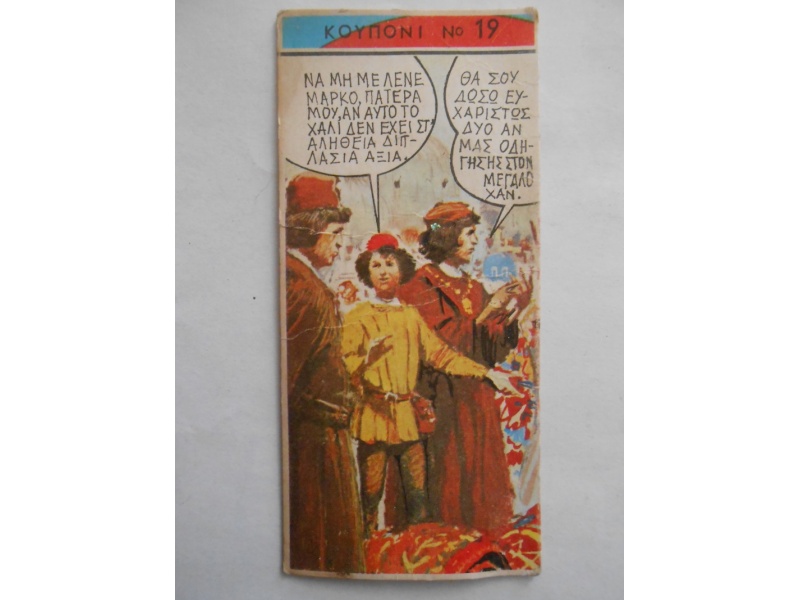 ΚΟΥΠΟΝΙ Νο 19
ΝΑ ΜΗ ΜΕ ΛΕΝΕ
ΜΑΡΚΟ, ΠΑΤΕΡΑ
ΜΟΥ, ΑΝ ΑΥΤΟ ΤΟ
ΧΑΛΙ ΔΕΝ ΕΧΕΙ ΣΤ'
ΑΛΗΘΕΙΑ ΔΙΠ-
ΛΑΣΙΑ ΑΞΙΑ.
ΘΑ ΣΟΥ
ΔΩΣΩ ΕΥ-
ΧΑΡΙΣΤΩΣ
ΔΥΟ ΑΝ
ΜΑΣ ΟΔΗ-
ΓΗΣΗΣ ΣΤΟΝ
ΜΕΓΑΛΟ
ΧΑΝ.